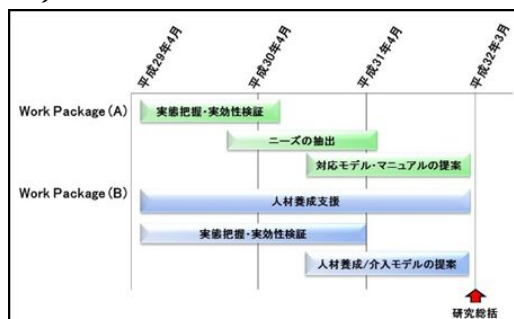 平成29年4月
平成30年4月
平成31年4月
平成32年3月
Work Package (A)
実態把握・実効性検証
ニーズの抽出
対応モデル・マニュアルの提案
Work Package (B)
人材養成支援
実態把握・実効性検証
人材養成/介入モデルの提案
研究総括